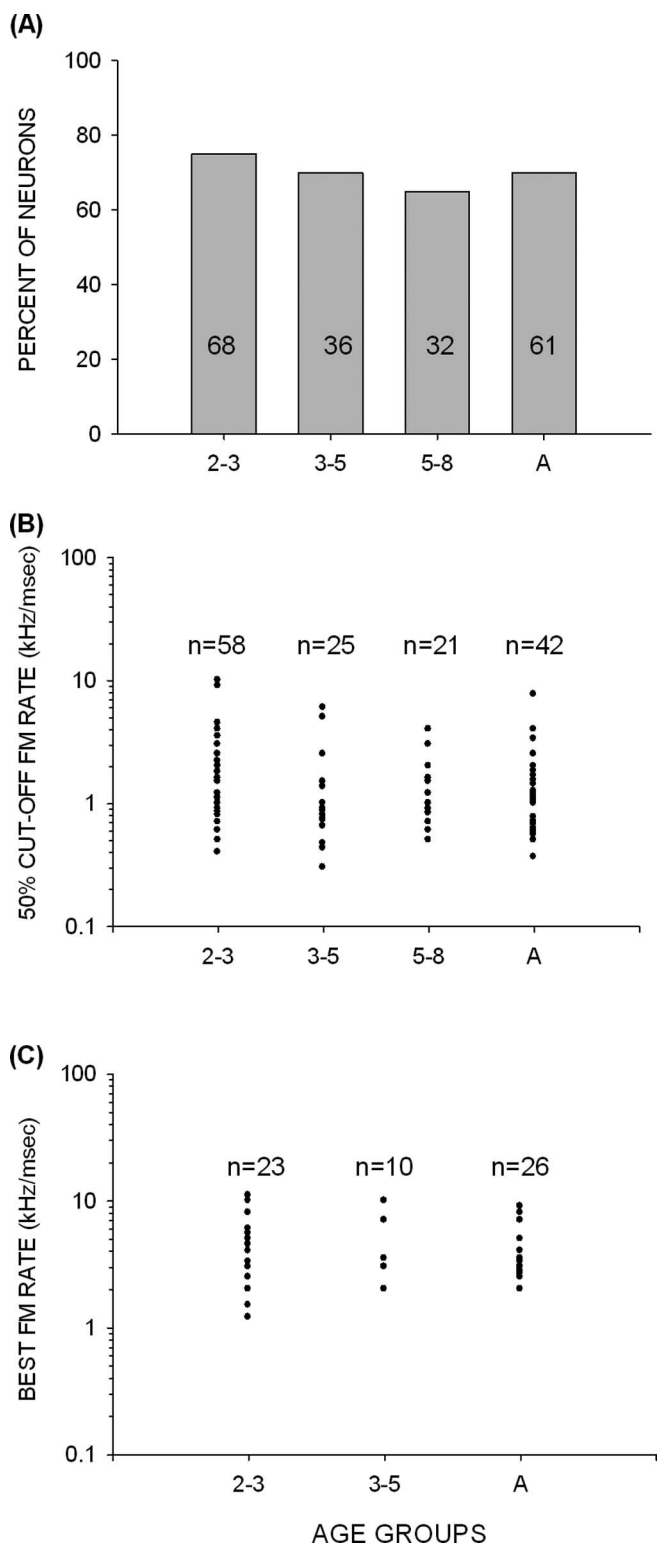 (A)
PERCENT OF NEURONS
100
80
60
40
20
0
68 36 32 61
2-3 3-5 5-8 A
(B)
50% CUT-OFF FM RATE (kHz/msec)
100
10
1
0.1
n=58 n=25 n=21 n=42
2-3 3-5 5-8 A
(C)
BEST FM RATE (kHz/msec)
100
10
1
0.1
n=23 n=10 n=26
2-3 3-5 A
AGE GROUPS